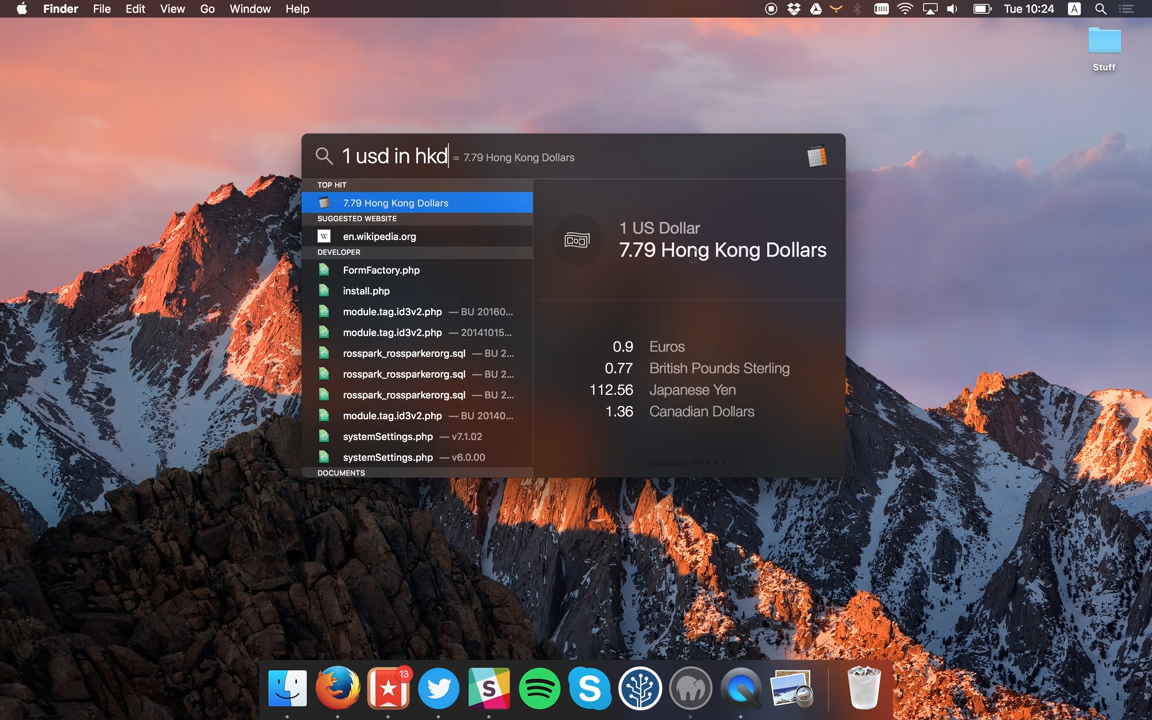 Finder File Edit View Go Window Help Tue 10:24 A
Stuff
1 usd in hkd = 7.79 Hong Kong Dollars
TOP HIT
7.79 Hong Kong Dollars
SUGGESTED WEBSITE
W en.wikipedia.org
DEVELOPER
FormFactory.php
install.php
module.tag.id3v2.php — BU 20160...
module.tag.id3v2.php — 20141015...
rosspark_rossparkerorg.sql — BU 2...
rosspark_rossparkerorg.sql — BU 2...
rosspark_rossparkerorg.sql — BU 2...
module.tag.id3v2.php — BU 20140...
systemSettings.php — v7.1.02
systemSettings.php — v6.0.00
DOCUMENTS
1 US Dollar
7.79 Hong Kong Dollars
0.9 Euros
0.77 British Pounds Sterling
112.56 Japanese Yen
1.36 Canadian Dollars
13
S
S